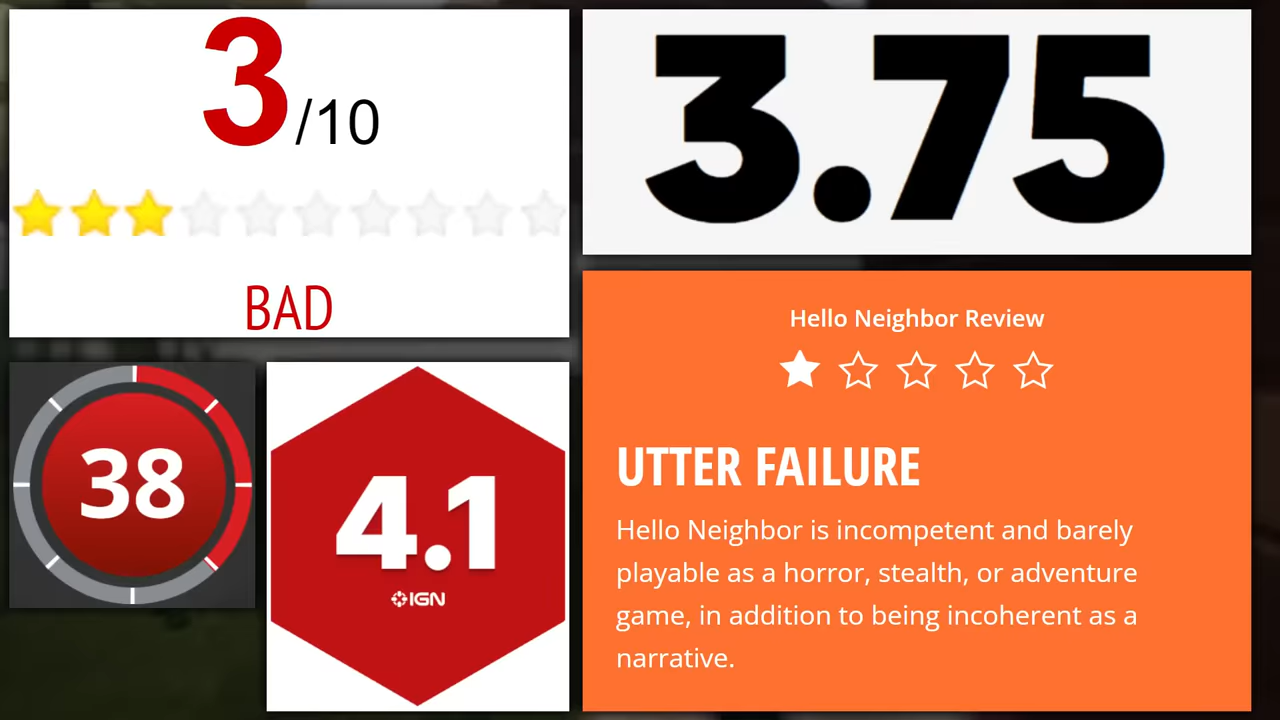 3/10
BAD
3.75
38
4.1
IGN
Hello Neighbor Review
UTTER FAILURE
Hello Neighbor is incompetent and barely
playable as a horror, stealth, or adventure
game, in addition to being incoherent as a
narrative.